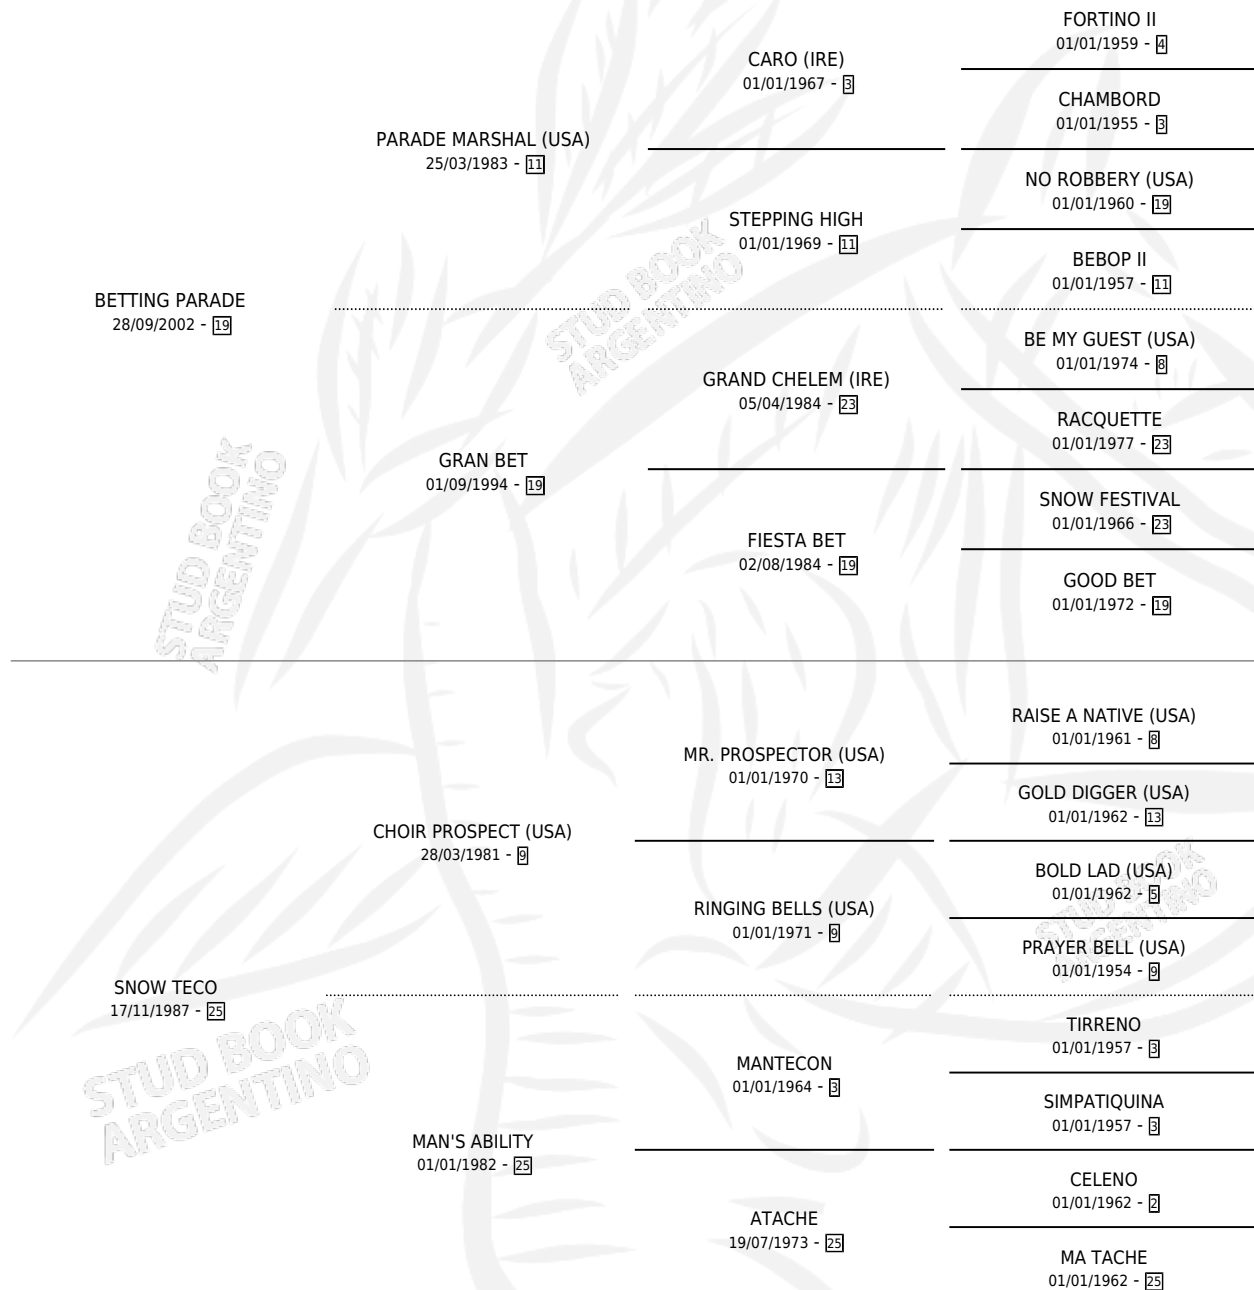 FORTINO II
01/01/1959 - 4
CARO (IRE)
01/01/1967 - 3
CHAMBORD
01/01/1955 - 3
PARADE MARSHAL (USA)
25/03/1983 - 11
NO ROBBERY (USA)
01/01/1960 - 19
STEPPING HIGH
01/01/1969 - 11
BEBOP II
01/01/1957 - 11
BETTING PARADE
28/09/2002 - 19
BE MY GUEST (USA)
01/01/1974 - 8
GRAND CHELEM (IRE)
05/04/1984 - 23
RACQUETTE
01/01/1977 - 23
GRAN BET
01/09/1994 - 19
SNOW FESTIVAL
01/01/1966 - 23
FIESTA BET
02/08/1984 - 19
GOOD BET
01/01/1972 - 19
STUD BOOK
ARGENTINO
STUD BOOK
ARGENTINO
RAISE A NATIVE (USA)
01/01/1961 - 8
MR. PROSPECTOR (USA)
01/01/1970 - 13
GOLD DIGGER (USA)
01/01/1962 - 13
CHOIR PROSPECT (USA)
28/03/1981 - 9
BOLD LAD (USA)
01/01/1962 - 5
RINGING BELLS (USA)
01/01/1971 - 9
PRAYER BELL (USA)
01/01/1954 - 9
STUD BOOK
ARGENTINO
SNOW TECO
17/11/1987 - 25
TIRRENO
01/01/1957 - 3
MANTECON
01/01/1964 - 3
SIMPATIQUINA
01/01/1957 - 3
MAN'S ABILITY
01/01/1982 - 25
CELENO
01/01/1962 - 2
ATACHE
19/07/1973 - 25
MA TACHE
01/01/1962 - 25
STUD BOOK
ARGENTINO